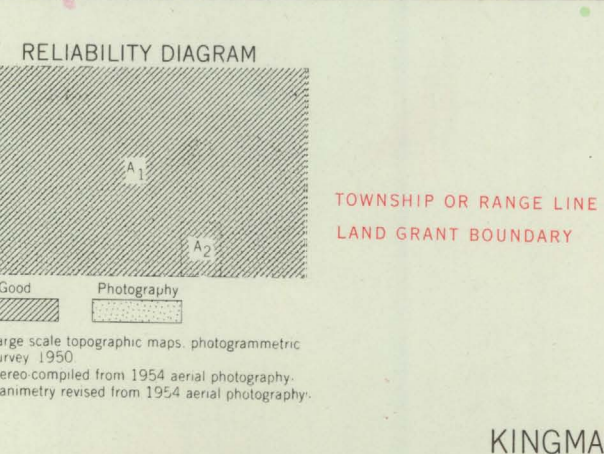 RELIABILITY DIAGRAM
A1
A2
Good
Photography
arge scale topographic maps, photogrammetric
urvey 1950
ereo-compiled from 1954 aerial photography.
animetry revised from 1954 aerial photography.
TOWNSHIP OR RANGE LINE
LAND GRANT BOUNDARY
KINGMA